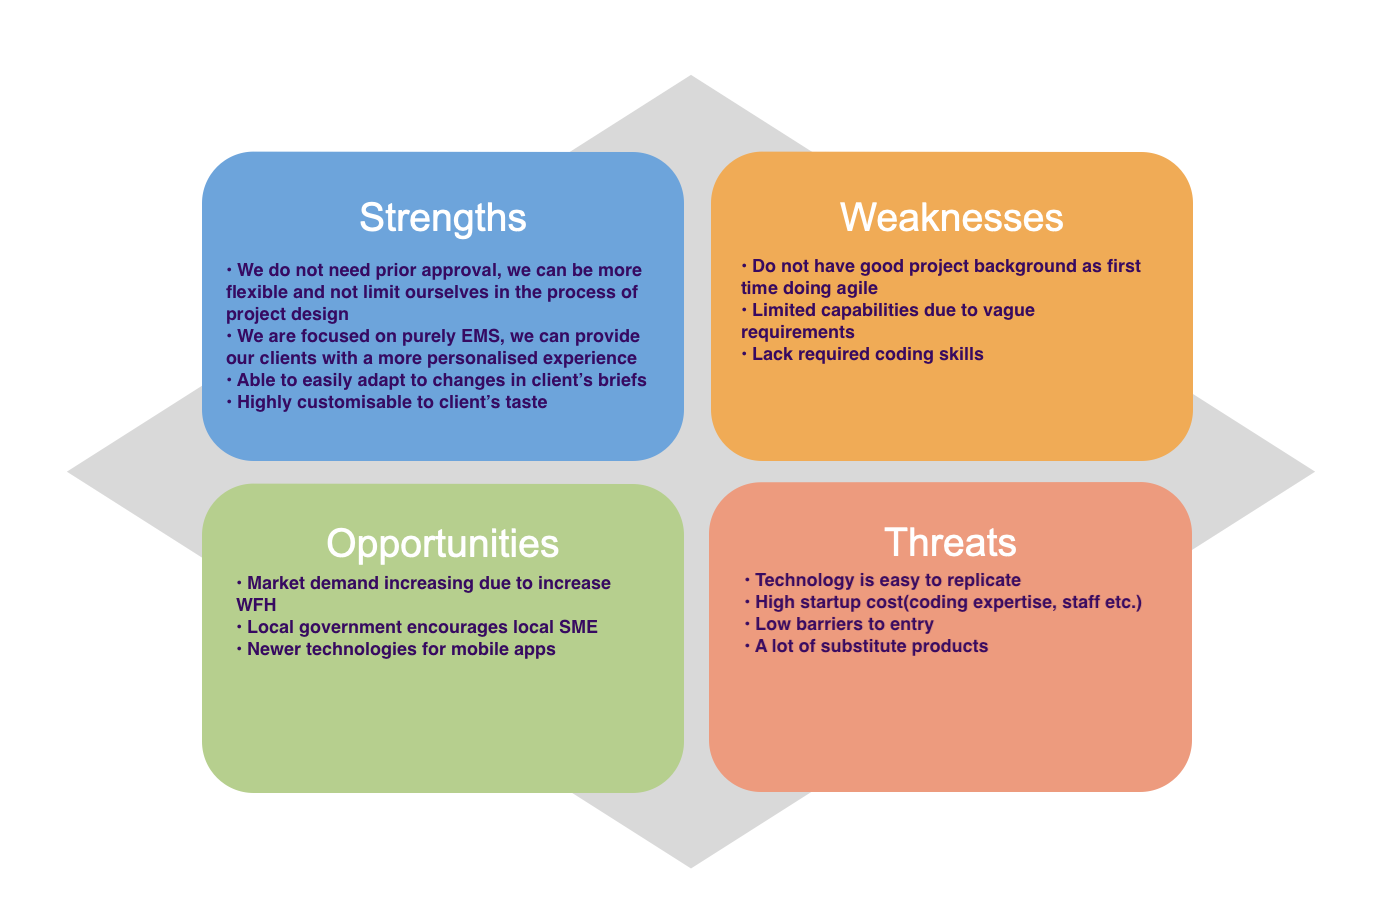 Strengths
· We do not need prior approval, we can be more
flexible and not limit ourselves in the process of
project design
· We are focused on purely EMS, we can provide
our clients with a more personalised experience
· Able to easily adapt to changes in client’s briefs
· Highly customisable to client’s taste
Weaknesses
· Do not have good project background as first
time doing agile
· Limited capabilities due to vague
requirements
· Lack required coding skills
Opportunities
· Market demand increasing due to increase
WFH
· Local government encourages local SME
· Newer technologies for mobile apps
Threats
· Technology is easy to replicate
· High startup cost(coding expertise, staff etc.)
· Low barriers to entry
· A lot of substitute products